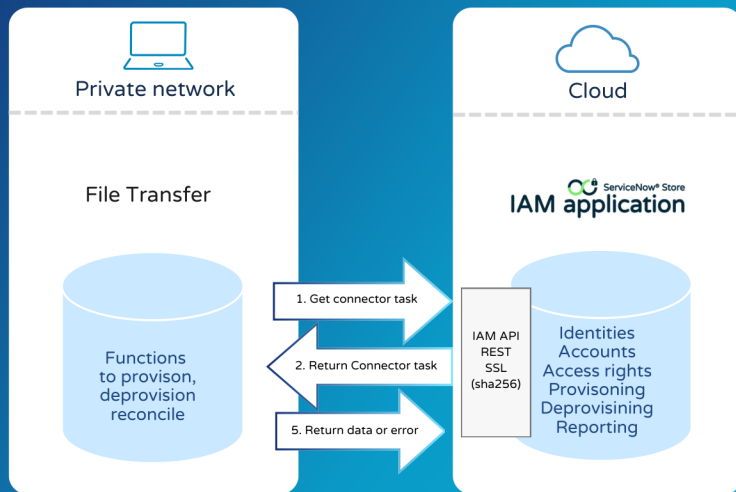 Private network
Cloud
File Transfer
ServiceNow® Store
IAM application
1. Get connector task
2. Return Connector task
5. Return data or error
Functions
to provison,
deprovision
reconcile
IAM API
REST
SSL
(sha256)
Identities
Accounts
Access rights
Provisoning
Deprovisining
Reporting